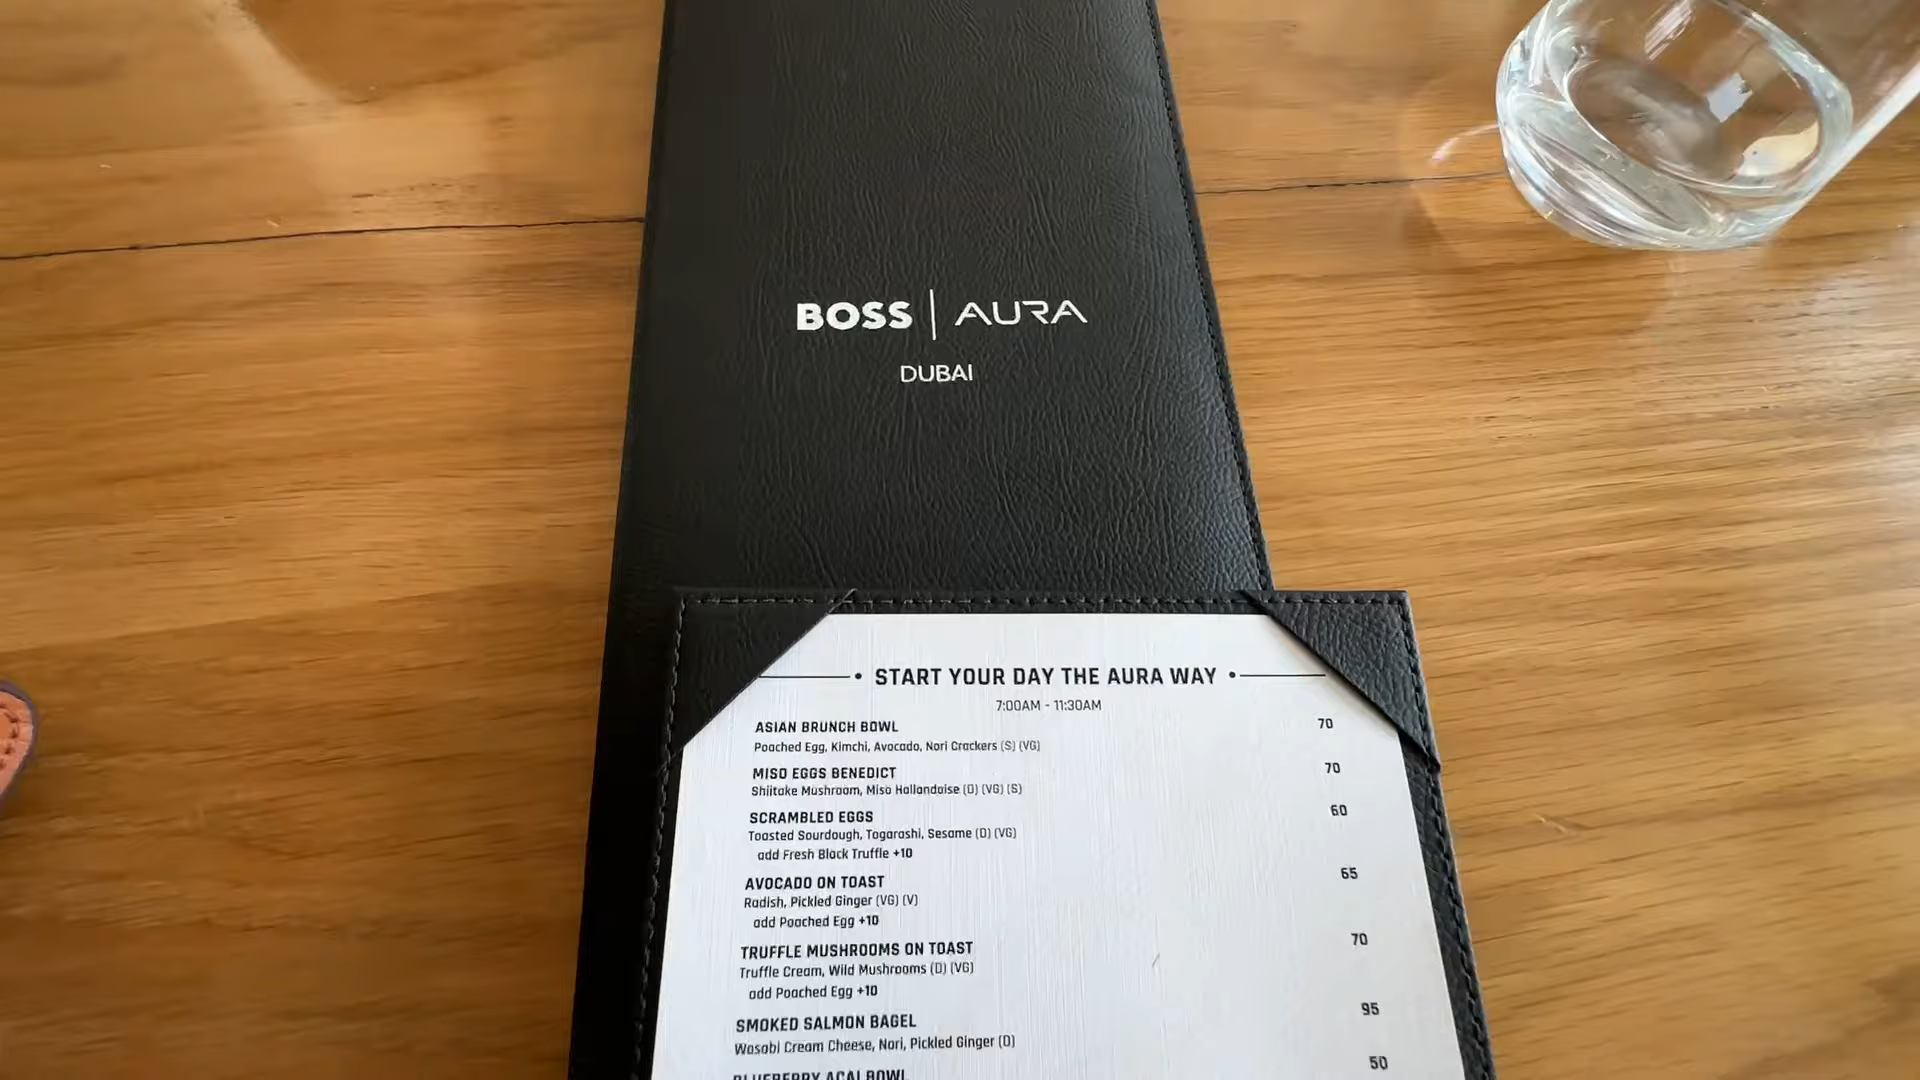 BOSS | AURA
DUBAI
• START YOUR DAY THE AURA WAY •
7:00AM - 11:30AM
ASIAN BRUNCH BOWL 70
Poached Egg, Kimchi, Avocado, Nori Crackers (S) (VG)
MISO EGGS BENEDICT 70
Shiitake Mushroom, Miso Hollandaise (D) (VG) (S)
SCRAMBLED EGGS 60
Toasted Sourdough, Togarashi, Sesame (D) (VG)
add Fresh Black Truffle +10
AVOCADO ON TOAST 65
Radish, Pickled Ginger (VG) (V)
add Poached Egg +10
TRUFFLE MUSHROOMS ON TOAST 70
Truffle Cream, Wild Mushrooms (D) (VG)
add Poached Egg +10
SMOKED SALMON BAGEL 95
Wasabi Cream Cheese, Nori, Pickled Ginger (D)
BLUEBERRY ACAI BOWL 50